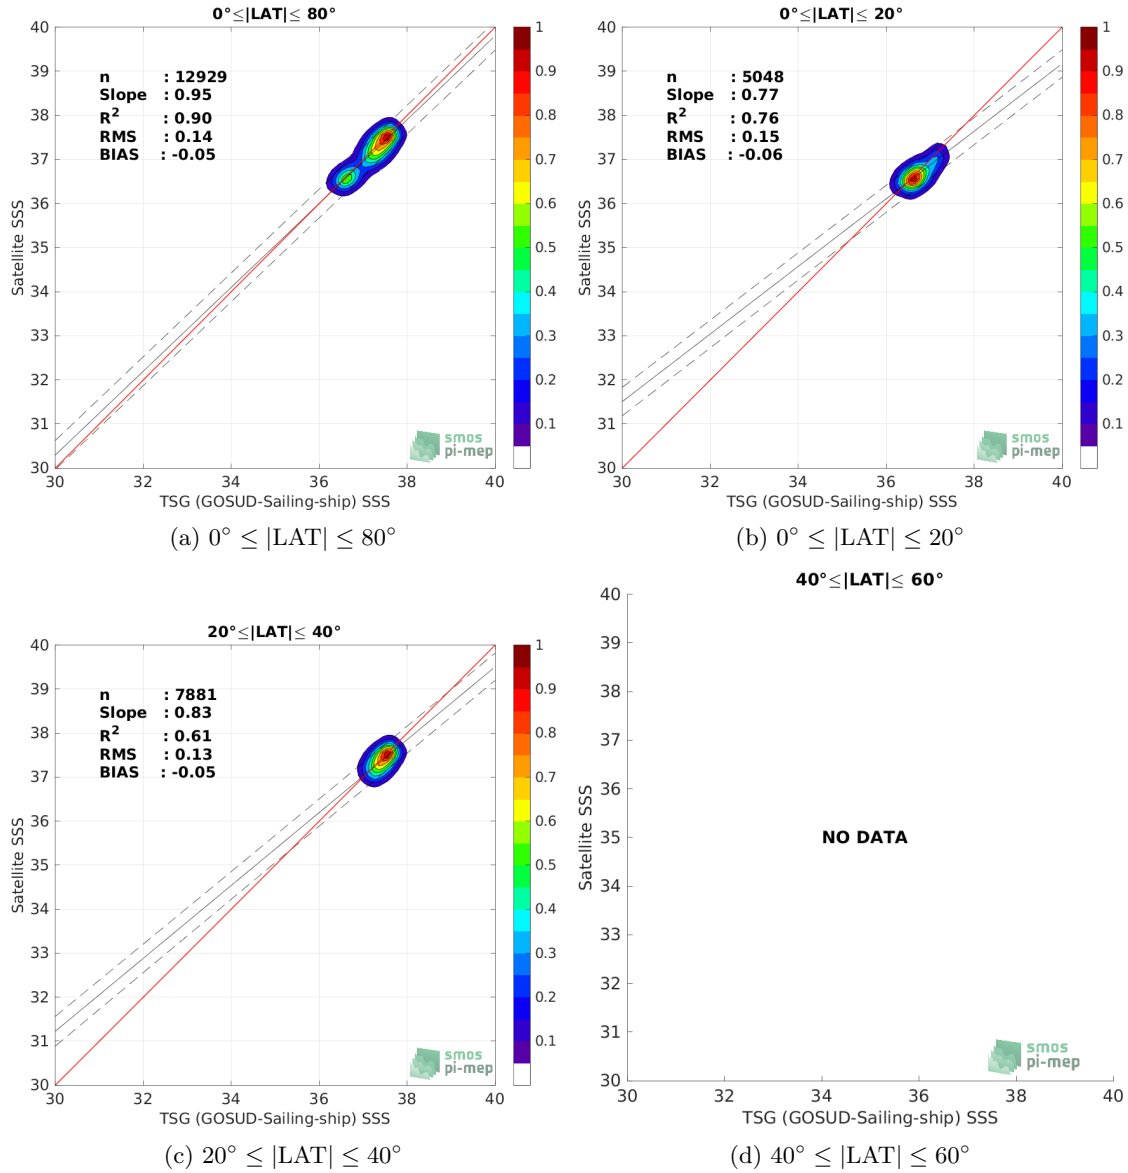 0°≤|LAT|≤ 80°
40
39
38
37
36
35
34
33
32
31
30
Satellite SSS
n : 12929
Slope : 0.95
R2 : 0.90
RMS : 0.14
BIAS : -0.05
smos
pi-mep
30 32 34 36 38 40
TSG (GOSUD-Sailing-ship) SSS
1
0.9
0.8
0.7
0.6
0.5
0.4
0.3
0.2
0.1
(a) 0° ≤ |LAT| ≤ 80°
0°≤|LAT|≤ 20°
40
39
38
37
36
35
34
33
32
31
30
Satellite SSS
n : 5048
Slope : 0.77
R2 : 0.76
RMS : 0.15
BIAS : -0.06
smos
pi-mep
30 32 34 36 38 40
TSG (GOSUD-Sailing-ship) SSS
1
0.9
0.8
0.7
0.6
0.5
0.4
0.3
0.2
0.1
(b) 0° ≤ |LAT| ≤ 20°
20°≤|LAT|≤ 40°
40
39
38
37
36
35
34
33
32
31
30
Satellite SSS
n : 7881
Slope : 0.83
R2 : 0.61
RMS : 0.13
BIAS : -0.05
smos
pi-mep
30 32 34 36 38 40
TSG (GOSUD-Sailing-ship) SSS
1
0.9
0.8
0.7
0.6
0.5
0.4
0.3
0.2
0.1
(c) 20° ≤ |LAT| ≤ 40°
40°≤|LAT|≤ 60°
40
39
38
37
36
35
34
33
32
31
30
Satellite SSS
NO DATA
smos
pi-mep
30 32 34 36 38 40
TSG (GOSUD-Sailing-ship) SSS
(d) 40° ≤ |LAT| ≤ 60°